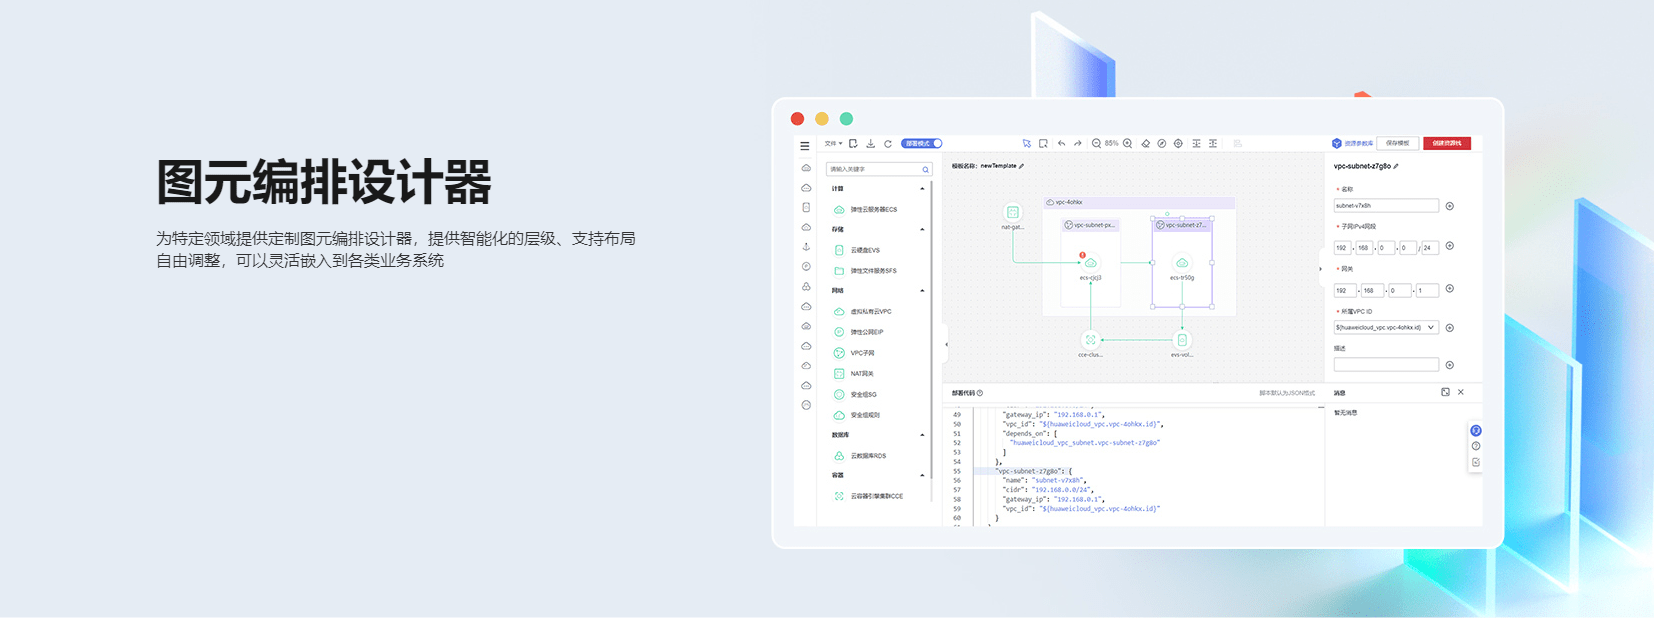 图元编排设计器
为特定领域提供定制图元编排设计器，提供智能化的层级、支持布局
自由调整，可以灵活嵌入到各类业务系统
文件
部署模式
85%
资源参数库
保存模板
创建资源栈
请输入关键字
计算
弹性云服务器ECS
存储
云硬盘EVS
弹性文件服务SFS
网络
虚拟私有云VPC
弹性公网EIP
VPC子网
NAT网关
安全组SG
安全组规则
数据库
云数据库RDS
容器
云容器引擎集群CCE
模板名称：newTemplate
vpc-4ohkx
nat-gat...
vpc-subnet-px...
vpc-subnet-z7...
ecs-cjcj3
ecs-tr50g
cce-clus...
evs-vol...
vpc-subnet-z7g8o
* 名称
subnet-v7x8h
* 子网IPv4网段
192 . 168 . 0 . 0 / 24
* 网关
192 . 168 . 0 . 1
* 所属VPC ID
${huaweicloud_vpc.vpc-4ohkx.id}
描述
部署代码
脚本默认为JSON格式
49 "gateway_ip": "192.168.0.1",
50 "vpc_id": "${huaweicloud_vpc.vpc-4ohkx.id}",
51 "depends_on": [
52 "huaweicloud_vpc_subnet.vpc-subnet-z7g8o"
53 ]
54 },
55 "vpc-subnet-z7g8o": {
56 "name": "subnet-v7x8h",
57 "cidr": "192.168.0.0/24",
58 "gateway_ip": "192.168.0.1",
59 "vpc_id": "${huaweicloud_vpc.vpc-4ohkx.id}"
60 }
消息
暂无消息